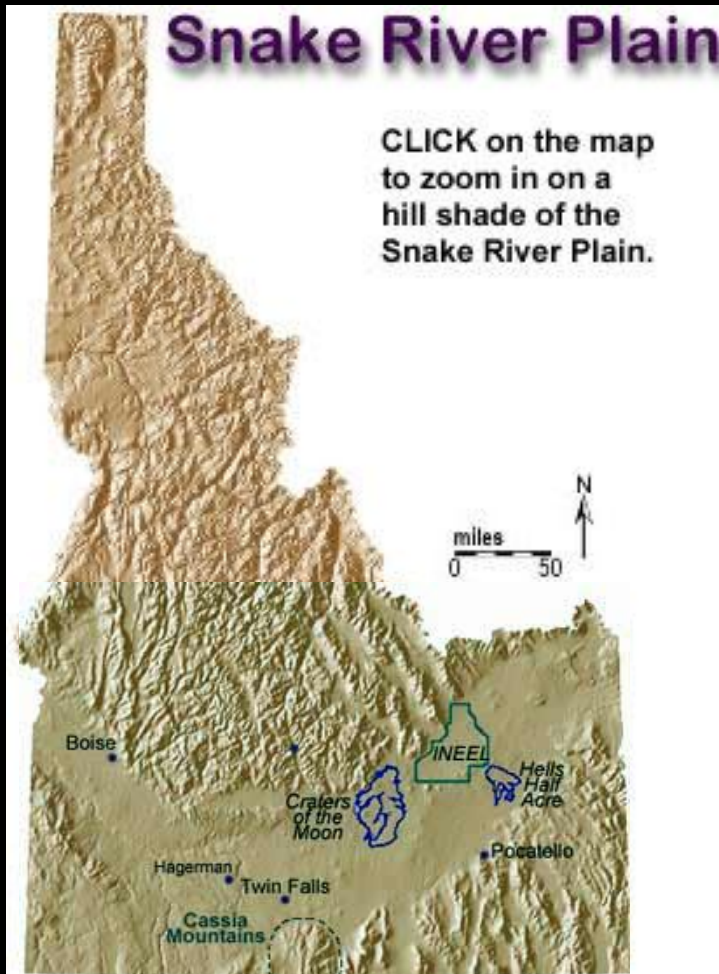 Snake River Plain
CLICK on the map
to zoom in on a
hill shade of the
Snake River Plain.
N
miles
0 50
Boise
INEEL
Hells
Half
Acre
Craters
of the
Moon
Pocatello
Hagerman
Twin Falls
Cassia
Mountains